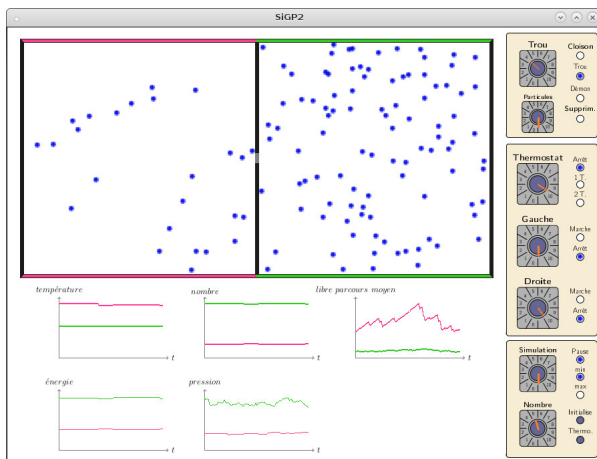 SiGP2
Trou
Cloison
Trou
Démon
Particules
Supprim.
Thermostat
Arrêt
1 T.
2 T.
Gauche
Marche
Arrêt
Droite
Marche
Arrêt
Simulation
Pause
min
max
Nombre
Initialise
Thermo.
température
nombre
libre parcours moyen
t
t
t
énergie
pression
t
t